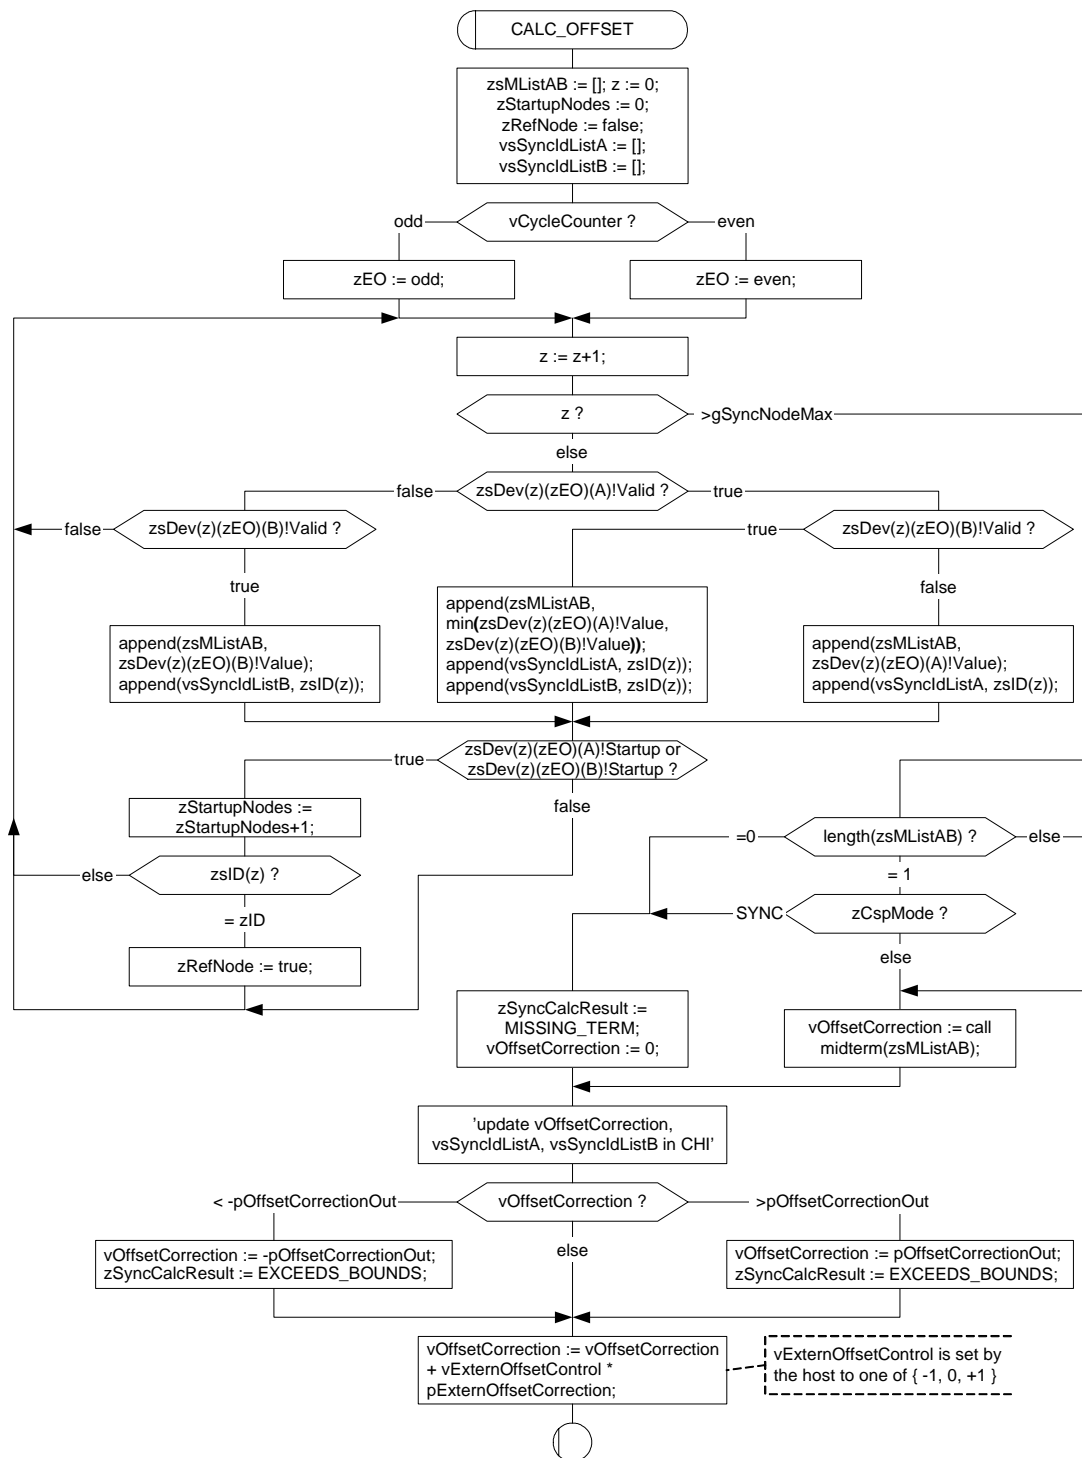 CALC_OFFSET
zsMListAB := []; z := 0;
zStartupNodes := 0;
zRefNode := false;
vsSyncIdListA := [];
vsSyncIdListB := [];
odd
vCycleCounter ?
even
zEO := odd;
zEO := even;
z := z+1;
z ?
>gSyncNodeMax
else
false
zsDev(z)(zEO)(A)!Valid ?
true
false
zsDev(z)(zEO)(B)!Valid ?
true
zsDev(z)(zEO)(B)!Valid ?
true
false
append(zsMListAB,
zsDev(z)(zEO)(B)!Value);
append(vsSyncIdListB, zsID(z));
append(zsMListAB,
min(zsDev(z)(zEO)(A)!Value,
zsDev(z)(zEO)(B)!Value));
append(vsSyncIdListA, zsID(z));
append(vsSyncIdListB, zsID(z));
append(zsMListAB,
zsDev(z)(zEO)(A)!Value);
append(vsSyncIdListA, zsID(z));
true
zsDev(z)(zEO)(A)!Startup or
zsDev(z)(zEO)(B)!Startup ?
false
zStartupNodes :=
zStartupNodes+1;
=0
length(zsMListAB) ?
else
else
zsID(z) ?
= 1
= zID
SYNC
zCspMode ?
zRefNode := true;
else
zSyncCalcResult :=
MISSING_TERM;
vOffsetCorrection := 0;
vOffsetCorrection := call
midterm(zsMListAB);
'update vOffsetCorrection,
vsSyncIdListA, vsSyncIdListB in CHI'
< -pOffsetCorrectionOut
vOffsetCorrection ?
>pOffsetCorrectionOut
else
vOffsetCorrection := -pOffsetCorrectionOut;
zSyncCalcResult := EXCEEDS_BOUNDS;
vOffsetCorrection := pOffsetCorrectionOut;
zSyncCalcResult := EXCEEDS_BOUNDS;
vOffsetCorrection := vOffsetCorrection
+ vExternOffsetControl *
pExternOffsetCorrection;
vExternOffsetControl is set by
the host to one of { -1, 0, +1 }